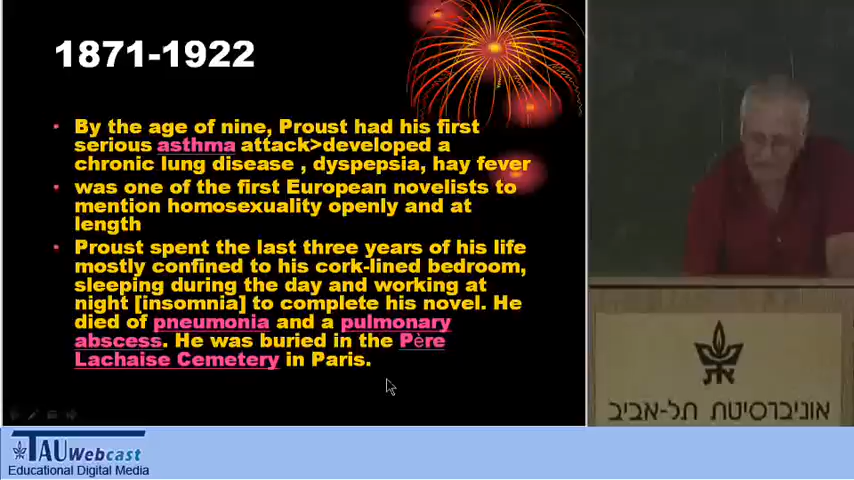 1871-1922
By the age of nine, Proust had his first
serious asthma attack>developed a
chronic lung disease , dyspepsia, hay fever
was one of the first European novelists to
mention homosexuality openly and at
length
Proust spent the last three years of his life
mostly confined to his cork-lined bedroom,
sleeping during the day and working at
night [insomnia] to complete his novel. He
died of pneumonia and a pulmonary
abscess. He was buried in the Père
Lachaise Cemetery in Paris.
אוניברסיטת תל-אביב
TAU Webcast
Educational Digital Media